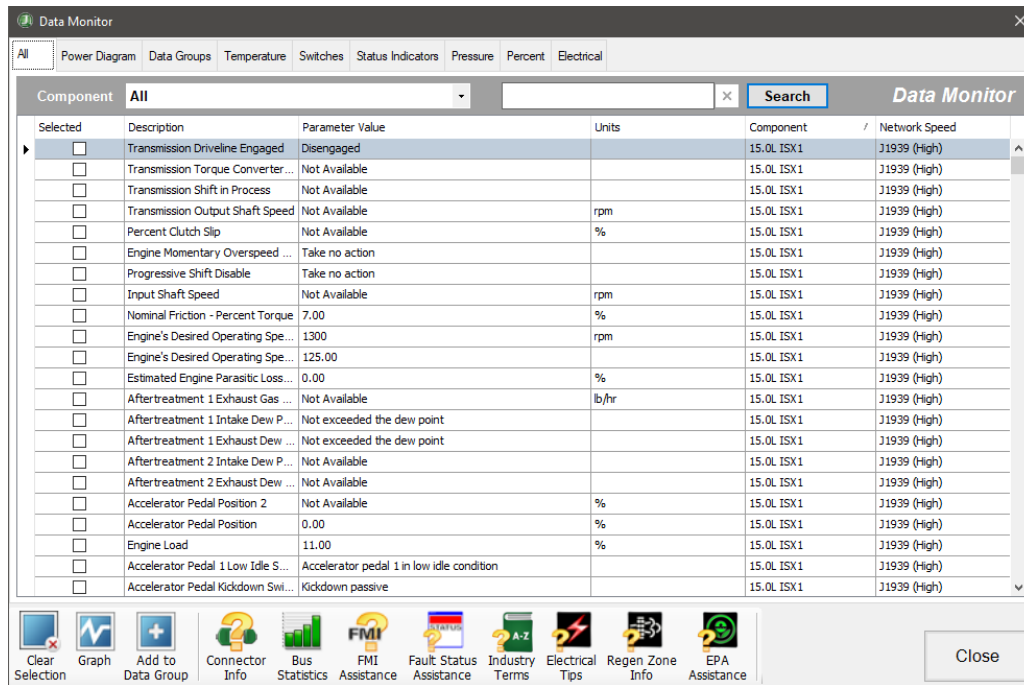 Data Monitor
All Power Diagram Data Groups Temperature Switches Status Indicators Pressure Percent Electrical
Component All Search Data Monitor
Selected Description Parameter Value Units Component Network Speed
Transmission Driveline Engaged Disengaged 15.0L ISX1 J1939 (High)
Transmission Torque Converter... Not Available 15.0L ISX1 J1939 (High)
Transmission Shift in Process Not Available 15.0L ISX1 J1939 (High)
Transmission Output Shaft Speed Not Available rpm 15.0L ISX1 J1939 (High)
Percent Clutch Slip Not Available % 15.0L ISX1 J1939 (High)
Engine Momentary Overspeed ... Take no action 15.0L ISX1 J1939 (High)
Progressive Shift Disable Take no action 15.0L ISX1 J1939 (High)
Input Shaft Speed Not Available rpm 15.0L ISX1 J1939 (High)
Nominal Friction - Percent Torque 7.00 % 15.0L ISX1 J1939 (High)
Engine's Desired Operating Spe... 1300 rpm 15.0L ISX1 J1939 (High)
Engine's Desired Operating Spe... 125.00 15.0L ISX1 J1939 (High)
Estimated Engine Parasitic Loss... 0.00 % 15.0L ISX1 J1939 (High)
Aftertreatment 1 Exhaust Gas ... Not Available lb/hr 15.0L ISX1 J1939 (High)
Aftertreatment 1 Intake Dew P... Not exceeded the dew point 15.0L ISX1 J1939 (High)
Aftertreatment 1 Exhaust Dew ... Not exceeded the dew point 15.0L ISX1 J1939 (High)
Aftertreatment 2 Intake Dew P... Not Available 15.0L ISX1 J1939 (High)
Aftertreatment 2 Exhaust Dew ... Not Available 15.0L ISX1 J1939 (High)
Accelerator Pedal Position 2 Not Available % 15.0L ISX1 J1939 (High)
Accelerator Pedal Position 0.00 % 15.0L ISX1 J1939 (High)
Engine Load 11.00 % 15.0L ISX1 J1939 (High)
Accelerator Pedal 1 Low Idle S... Accelerator pedal 1 in low idle condition 15.0L ISX1 J1939 (High)
Accelerator Pedal Kickdown Swi... Kickdown passive 15.0L ISX1 J1939 (High)
FMI STATUS A-Z
Clear Graph Add to Connector Bus FMI Fault Status Industry Electrical Regen Zone EPA Close
Selection Data Group Info Statistics Assistance Assistance Terms Tips Info Assistance